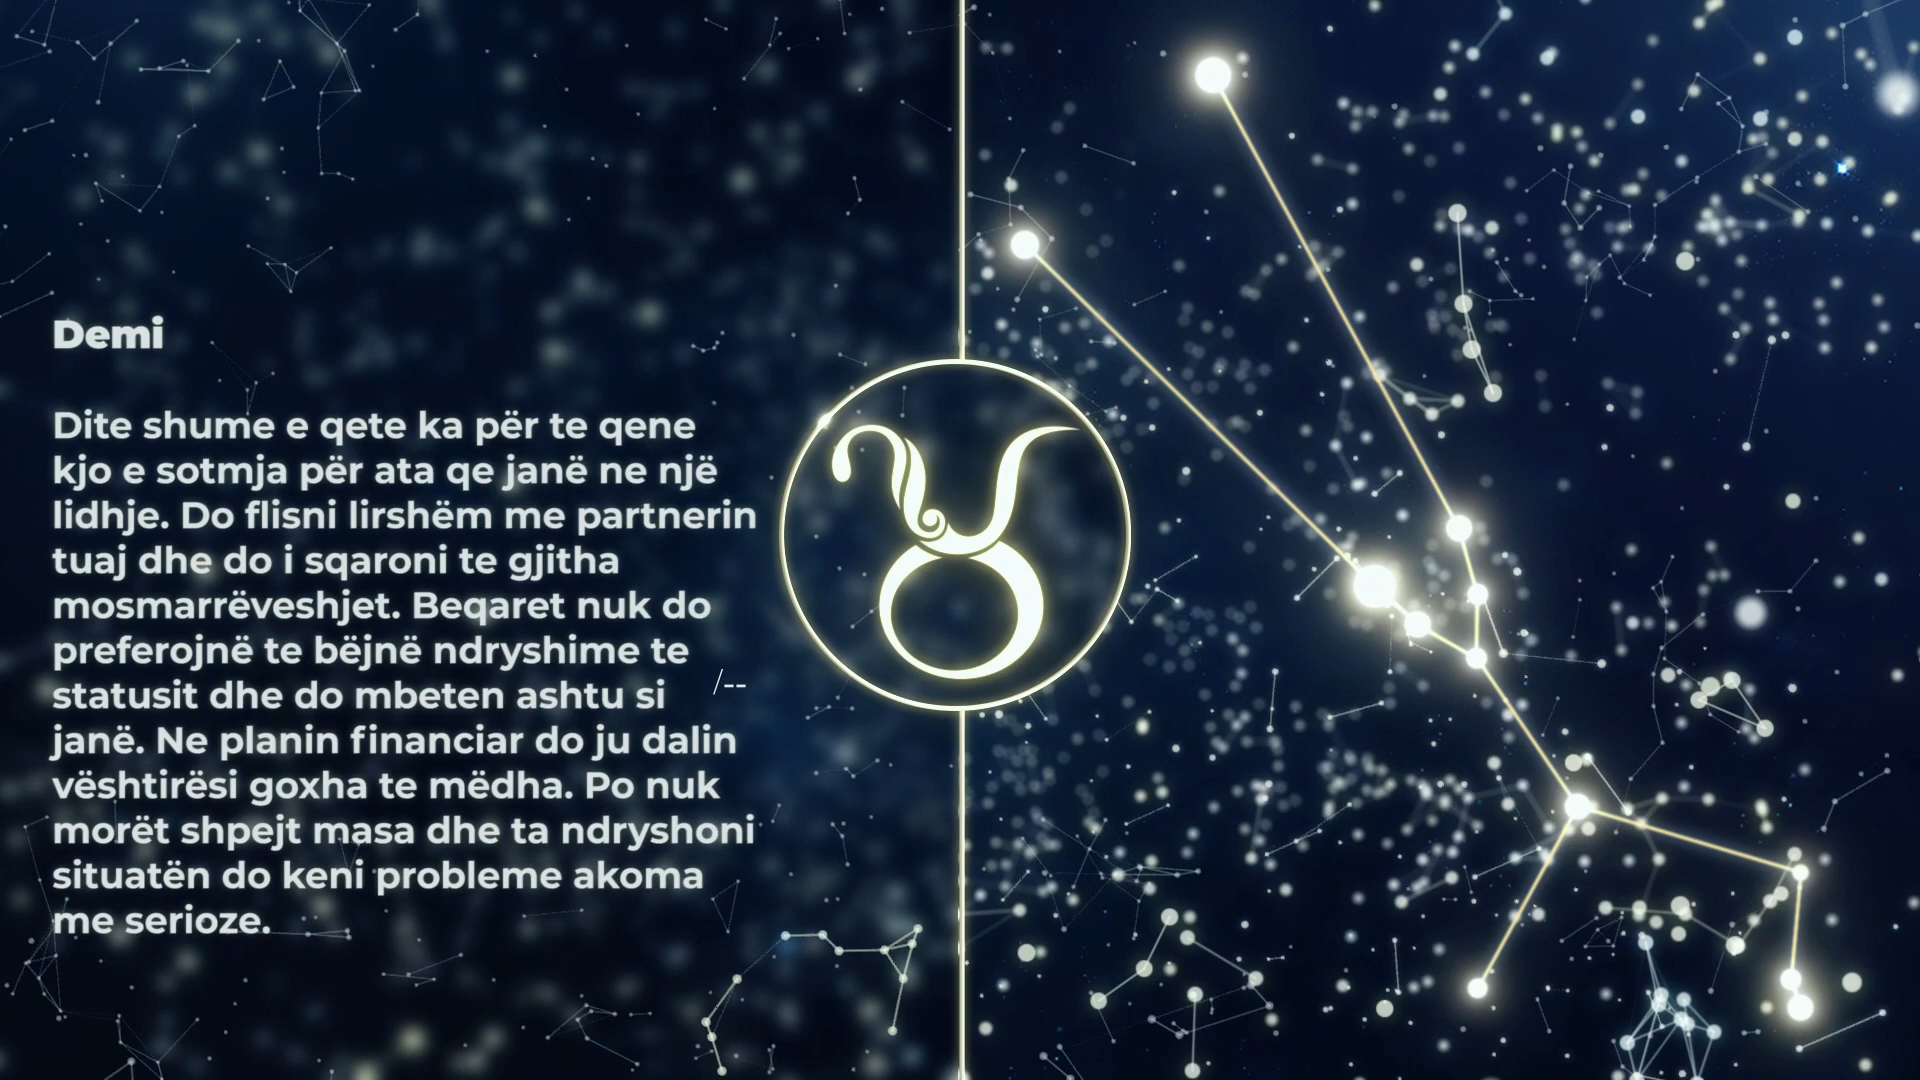 Demi
Dite shume e qete ka për te qene
kjo e sotmja për ata qe janë ne një
lidhje. Do flisni lirshëm me partnerin
tuaj dhe do i sqaroni te gjitha
mosmarrëveshjet. Beqaret nuk do
preferojnë te bëjnë ndryshime te
statusit dhe do mbeten ashtu si
/--
janë. Ne planin financiar do ju dalin
vështirësi goxha te mëdha. Po nuk
morët shpejt masa dhe ta ndryshoni
situatën do keni probleme akoma
me serioze.